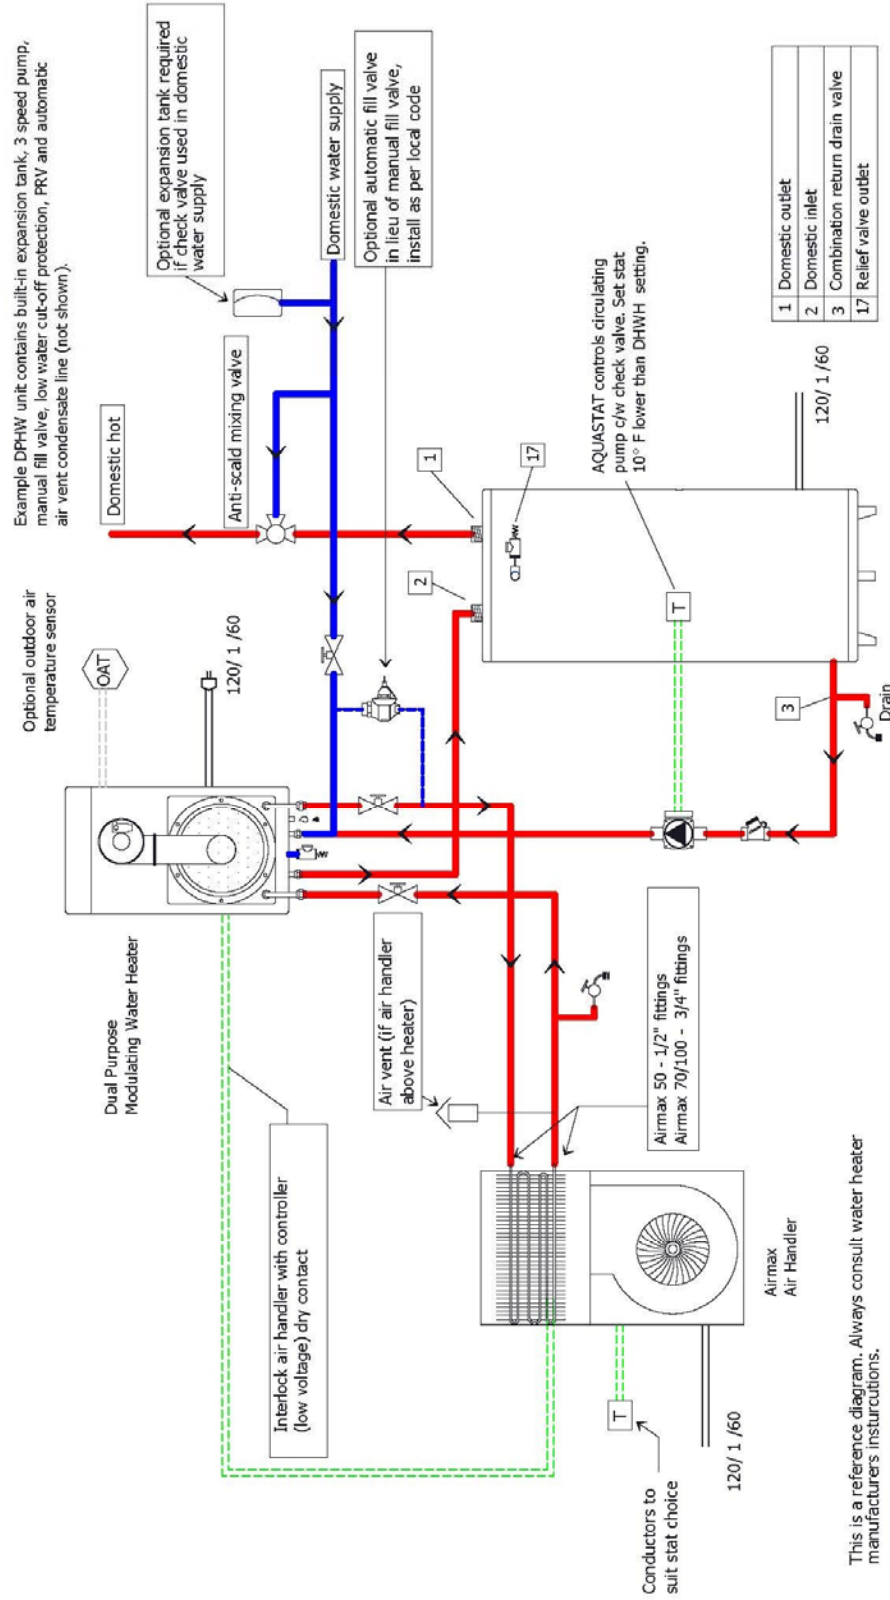 Example DPHW unit contains built-in expansion tank, 3 speed pump,
manual fill valve, low water cut-off protection, PRV and automatic
air vent condensate line (not shown).
Optional outdoor air
temperature sensor
OAT
120/ 1 /60
Domestic hot
Anti-scald mixing valve
Optional expansion tank required
if check valve used in domestic
water supply
Domestic water supply
Optional automatic fill valve
in lieu of manual fill valve,
install as per local code
Dual Purpose
Modulating Water Heater
Interlock air handler with controller
(low voltage) dry contact
Air vent (if air handler
above heater)
2
1
17
AQUASTAT controls circulating
pump c/w check valve. Set stat
10° F lower than DHWH setting.
T
120/ 1 /60
3
Drain
Airmax 50 - 1/2" fittings
Airmax 70/100 - 3/4" fittings
Airmax
Air Handler
T
Conductors to
suit stat choice
120/ 1 /60
1 Domestic outlet
2 Domestic inlet
3 Combination return drain valve
17 Relief valve outlet
This is a reference diagram. Always consult water heater
manufacturers insturcutions.